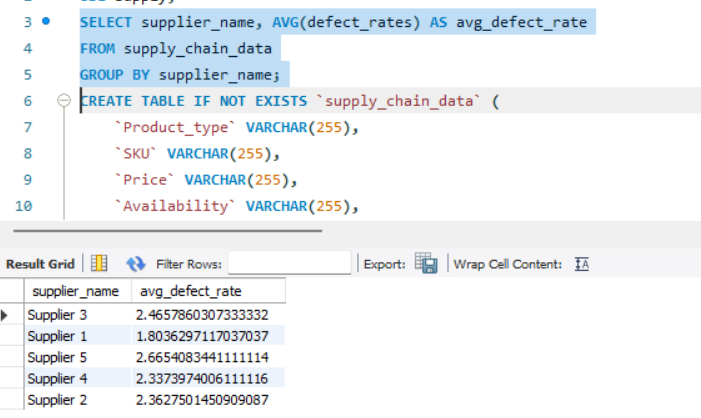 3 SELECT supplier_name, AVG(defect_rates) AS avg_defect_rate
4 FROM supply_chain_data
5 GROUP BY supplier_name;
6 CREATE TABLE IF NOT EXISTS `supply_chain_data` (
7 `Product_type` VARCHAR(255),
8 `SKU` VARCHAR(255),
9 `Price` VARCHAR(255),
10 `Availability` VARCHAR(255),
Result Grid Filter Rows: Export: Wrap Cell Content: IA
supplier_name avg_defect_rate
Supplier 3 2.4657860307333332
Supplier 1 1.8036297117037037
Supplier 5 2.6654083441111114
Supplier 4 2.3373974006111116
Supplier 2 2.3627501450909087